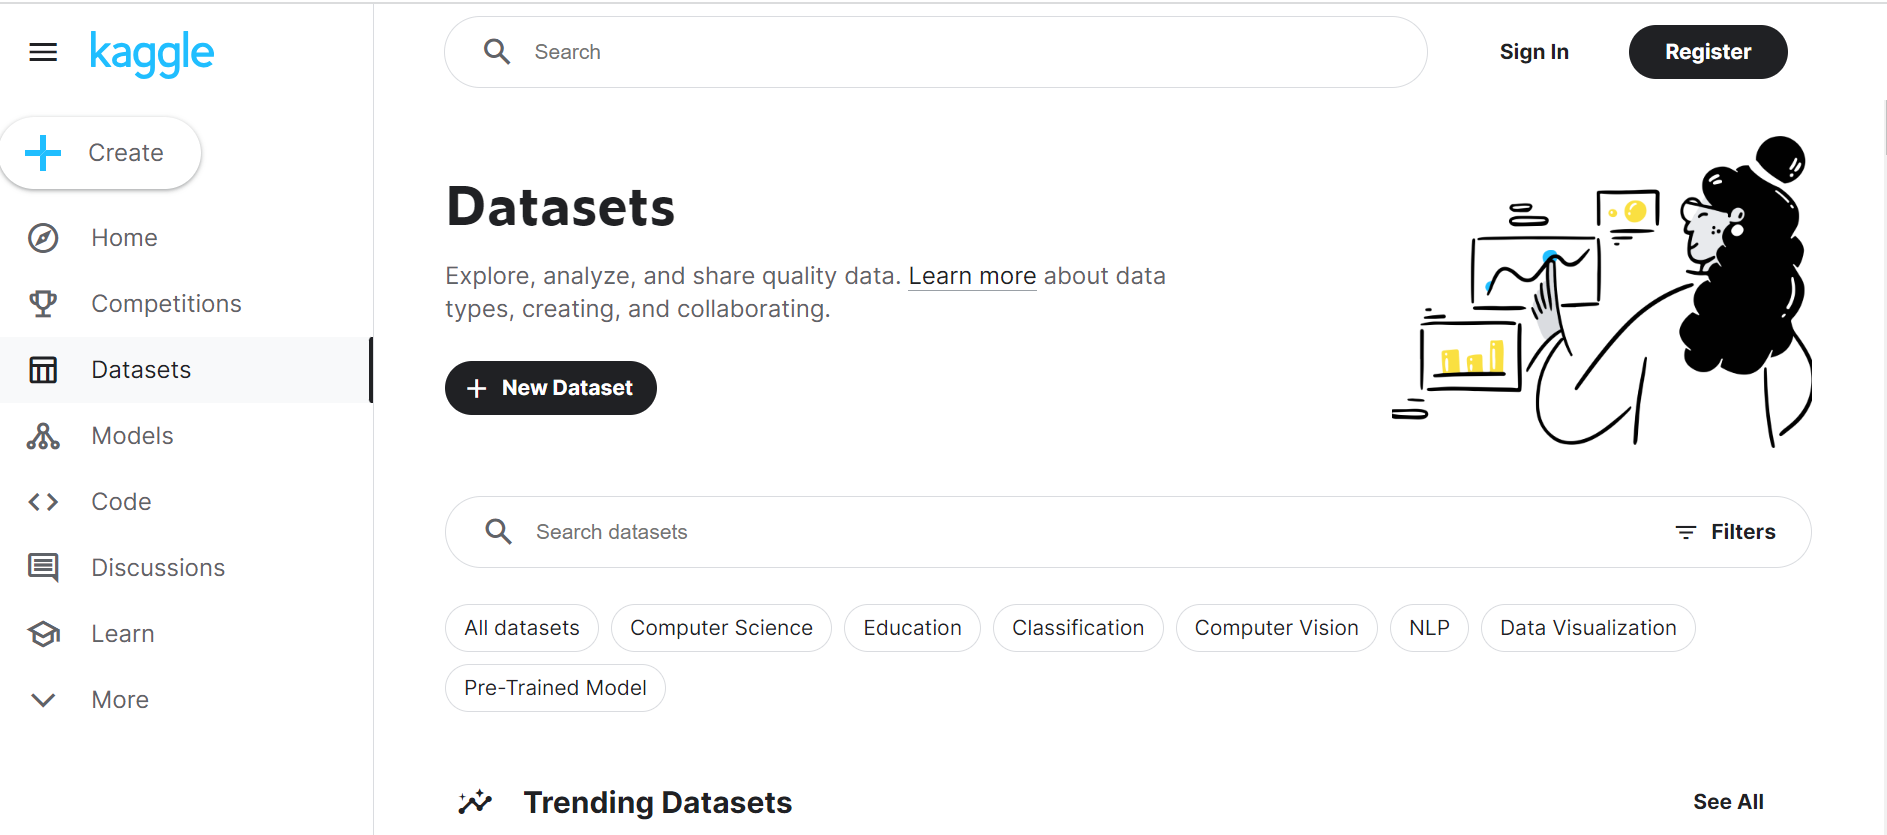 kaggle
Search
Sign In
Register
Create
Home
Competitions
Datasets
Models
Code
Discussions
Learn
More
Datasets
Explore, analyze, and share quality data. Learn more about data
types, creating, and collaborating.
New Dataset
Search datasets
Filters
All datasets
Computer Science
Education
Classification
Computer Vision
NLP
Data Visualization
Pre-Trained Model
Trending Datasets
See All